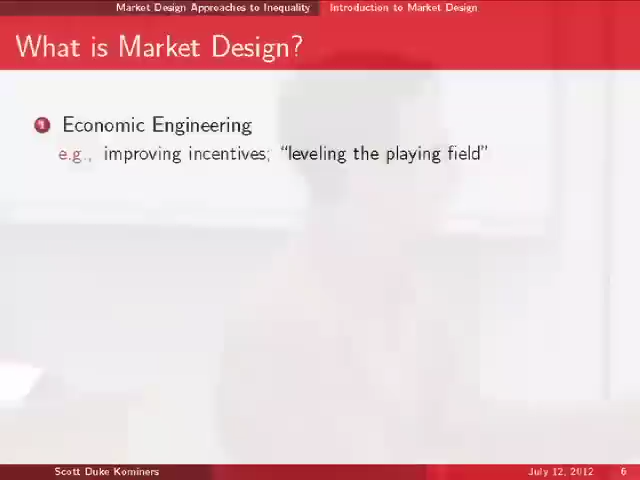 Market Design Approaches to Inequality Introduction to Market Design
What is Market Design?
1 Economic Engineering
e.g., improving incentives; “leveling the playing field”
Scott Duke Kominers July 12, 2012 6